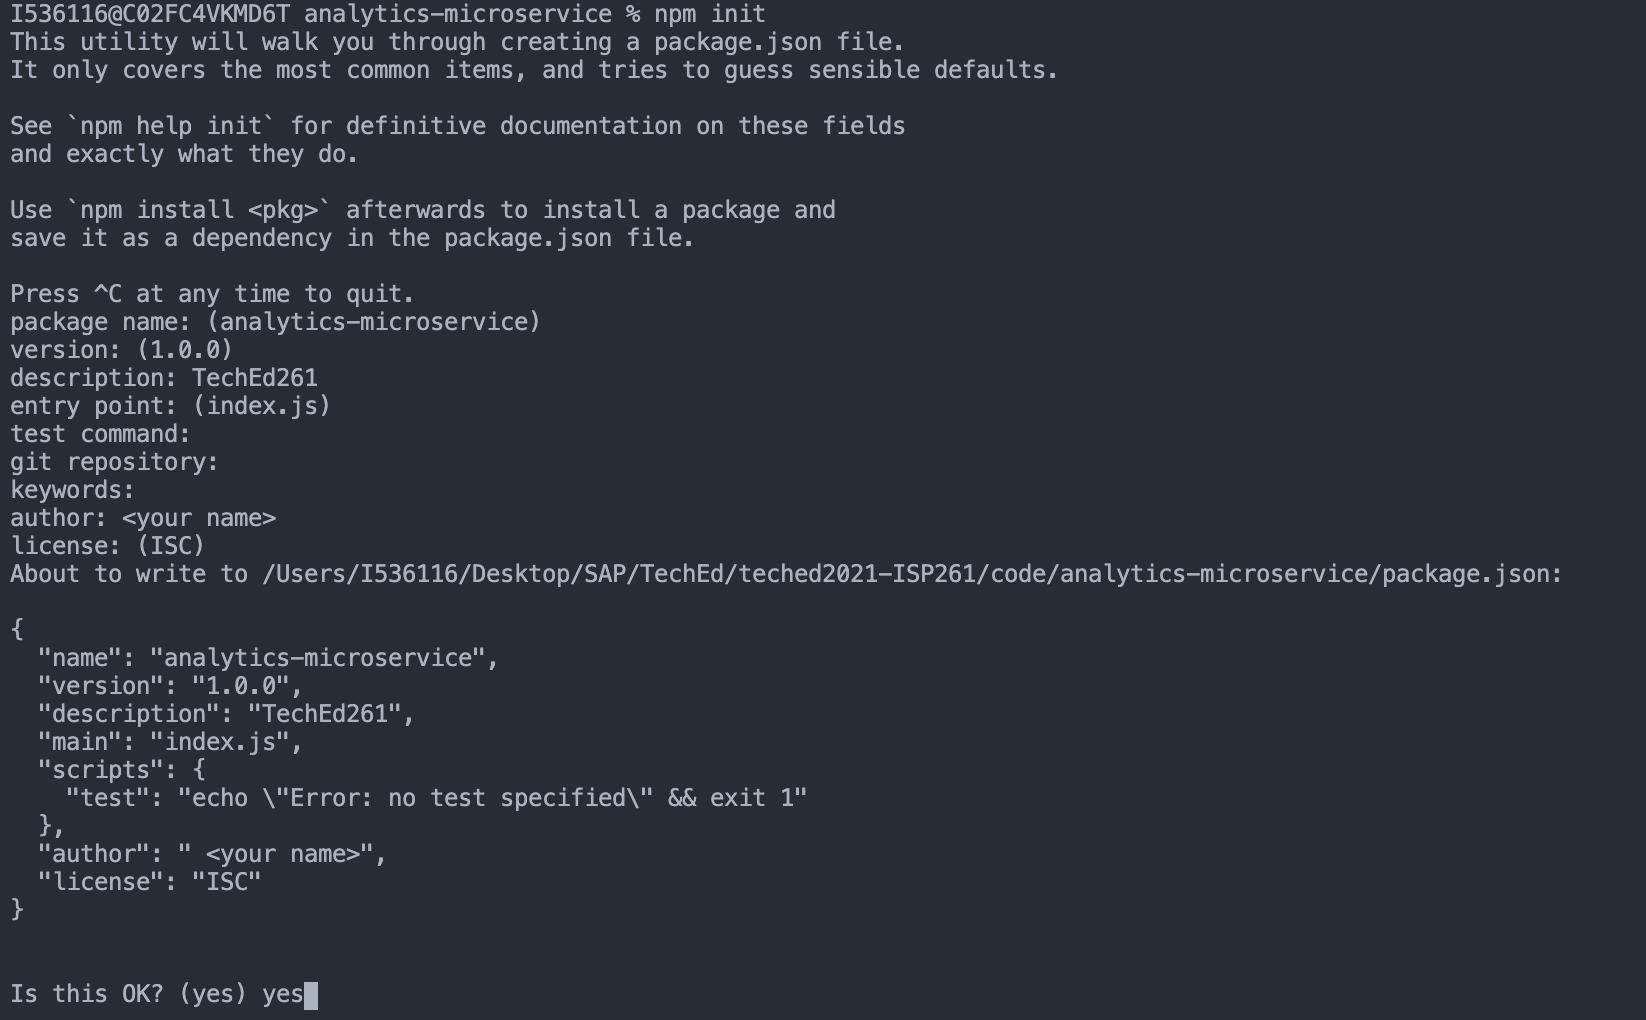 I536116@C02FC4VKMD6T analytics-microservice % npm init
This utility will walk you through creating a package.json file.
It only covers the most common items, and tries to guess sensible defaults.

See `npm help init` for definitive documentation on these fields
and exactly what they do.

Use `npm install <pkg>` afterwards to install a package and
save it as a dependency in the package.json file.

Press ^C at any time to quit.
package name: (analytics-microservice)
version: (1.0.0)
description: TechEd261
entry point: (index.js)
test command:
git repository:
keywords:
author: <your name>
license: (ISC)
About to write to /Users/I536116/Desktop/SAP/TechEd/teched2021-ISP261/code/analytics-microservice/package.json:

{
  "name": "analytics-microservice",
  "version": "1.0.0",
  "description": "TechEd261",
  "main": "index.js",
  "scripts": {
    "test": "echo \"Error: no test specified\" && exit 1"
  },
  "author": " <your name>",
  "license": "ISC"
}

Is this OK? (yes) yes